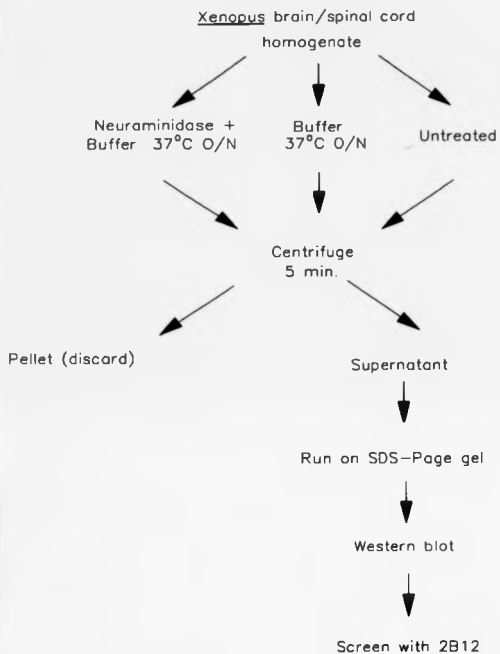 Xenopus brain/spinal cord
homogenate
Neuraminidase +
Buffer 37°C O/N
Buffer
37°C O/N
Untreated
Centrifuge
5 min.
Pellet (discard)
Supernatant
Run on SDS-Page gel
Western blot
Screen with 2B12